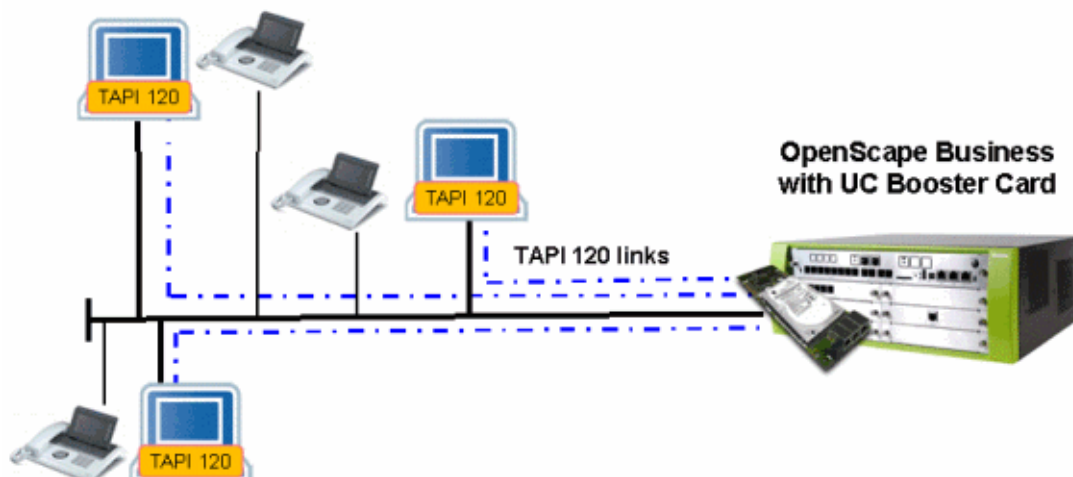 TAPI 120
TAPI 120
OpenScape Business
with UC Booster Card
TAPI 120 links
TAPI 120